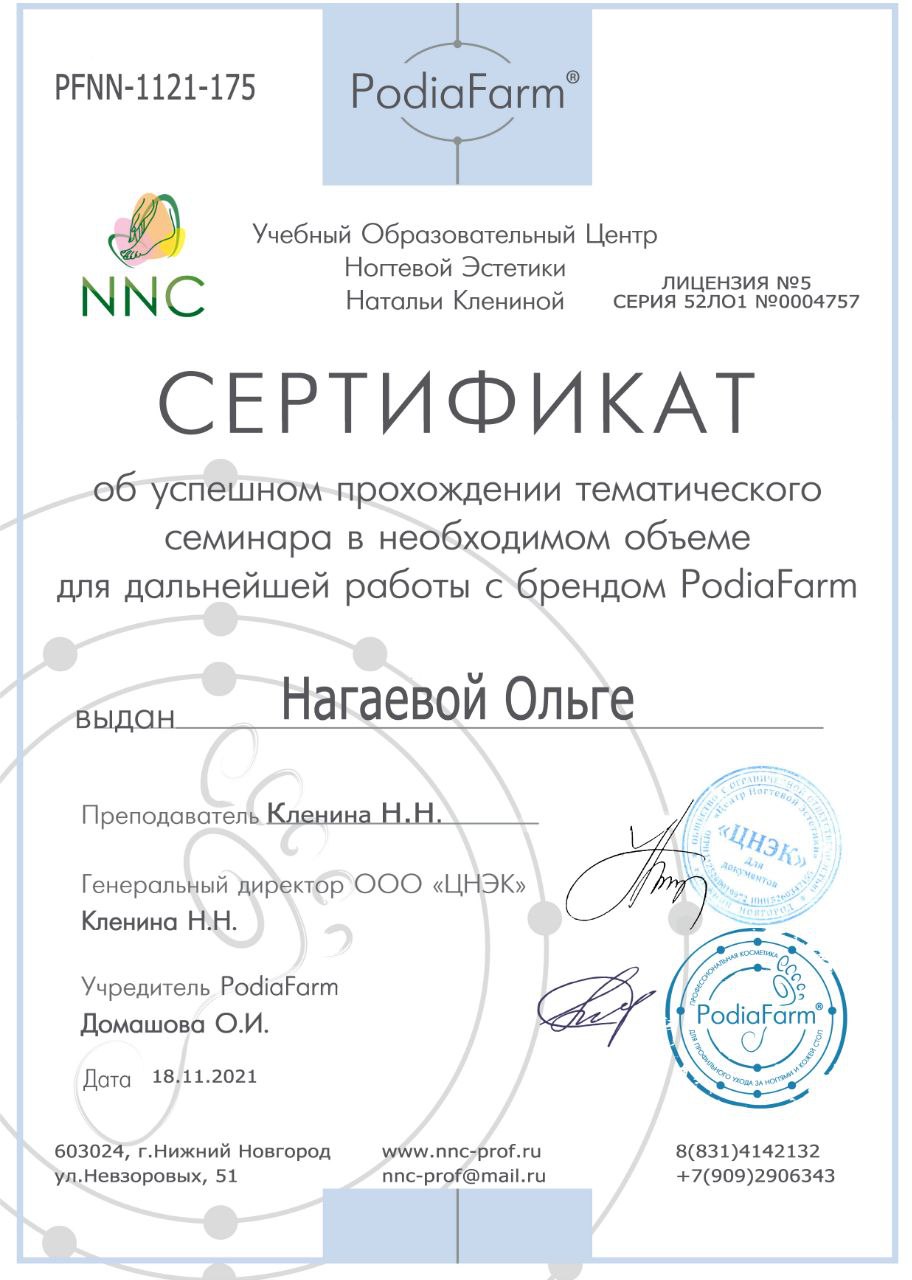 PFNN-1121-175
PodiaFarm®
NNC
Учебный Образовательный Центр
Ногтевой Эстетики
Натальи Клениной
ЛИЦЕНЗИЯ №5
СЕРИЯ 52ЛО1 №0004757
СЕРТИФИКАТ
об успешном прохождении тематического
семинара в необходимом объеме
для дальнейшей работы с брендом PodiaFarm
выдан Нагаевой Ольге
Преподаватель Кленина Н.Н.
Генеральный директор ООО «ЦНЭК»
Кленина Н.Н.
«Центр Ногтевой Эстетики»
«ЦНЭК»
Для
документов
Учредитель PodiaFarm
Домашова О.И.
ПРОФЕССИОНАЛЬНАЯ КОСМЕТИКА
PodiaFarm®
ДЛЯ ПРОФИЛЬНОГО УХОДА ЗА НОГТЯМИ И КОЖЕЙ СТОП
Дата 18.11.2021
603024, г.Нижний Новгород
ул.Невзоровых, 51
www.nnc-prof.ru
nnc-prof@mail.ru
8(831)4142132
+7(909)2906343